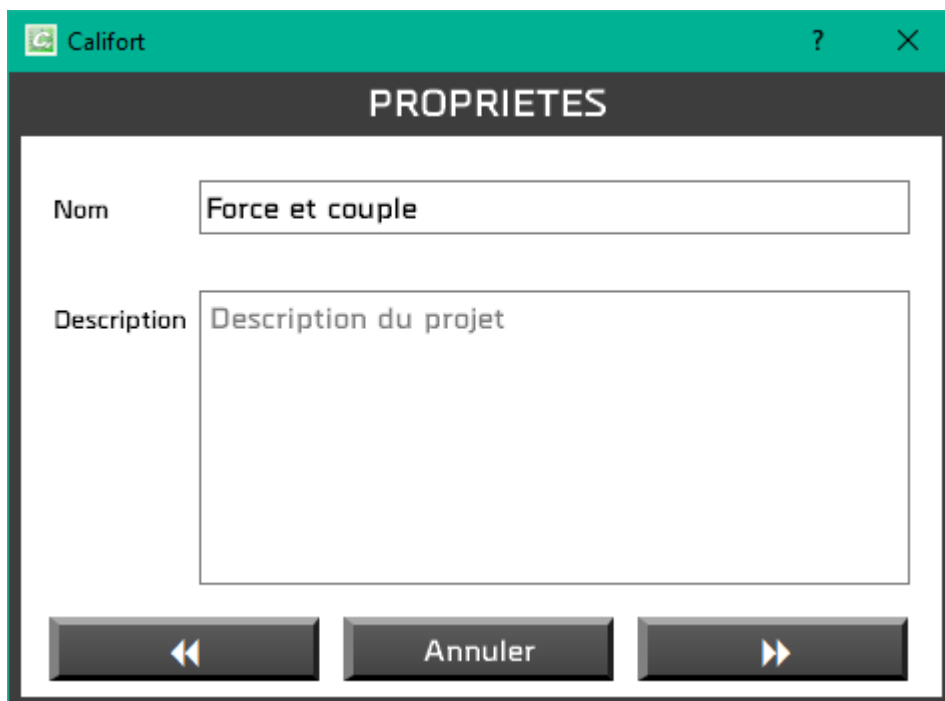 Califort
PROPRIETES
Nom
Force et couple
Description
Description du projet
Annuler